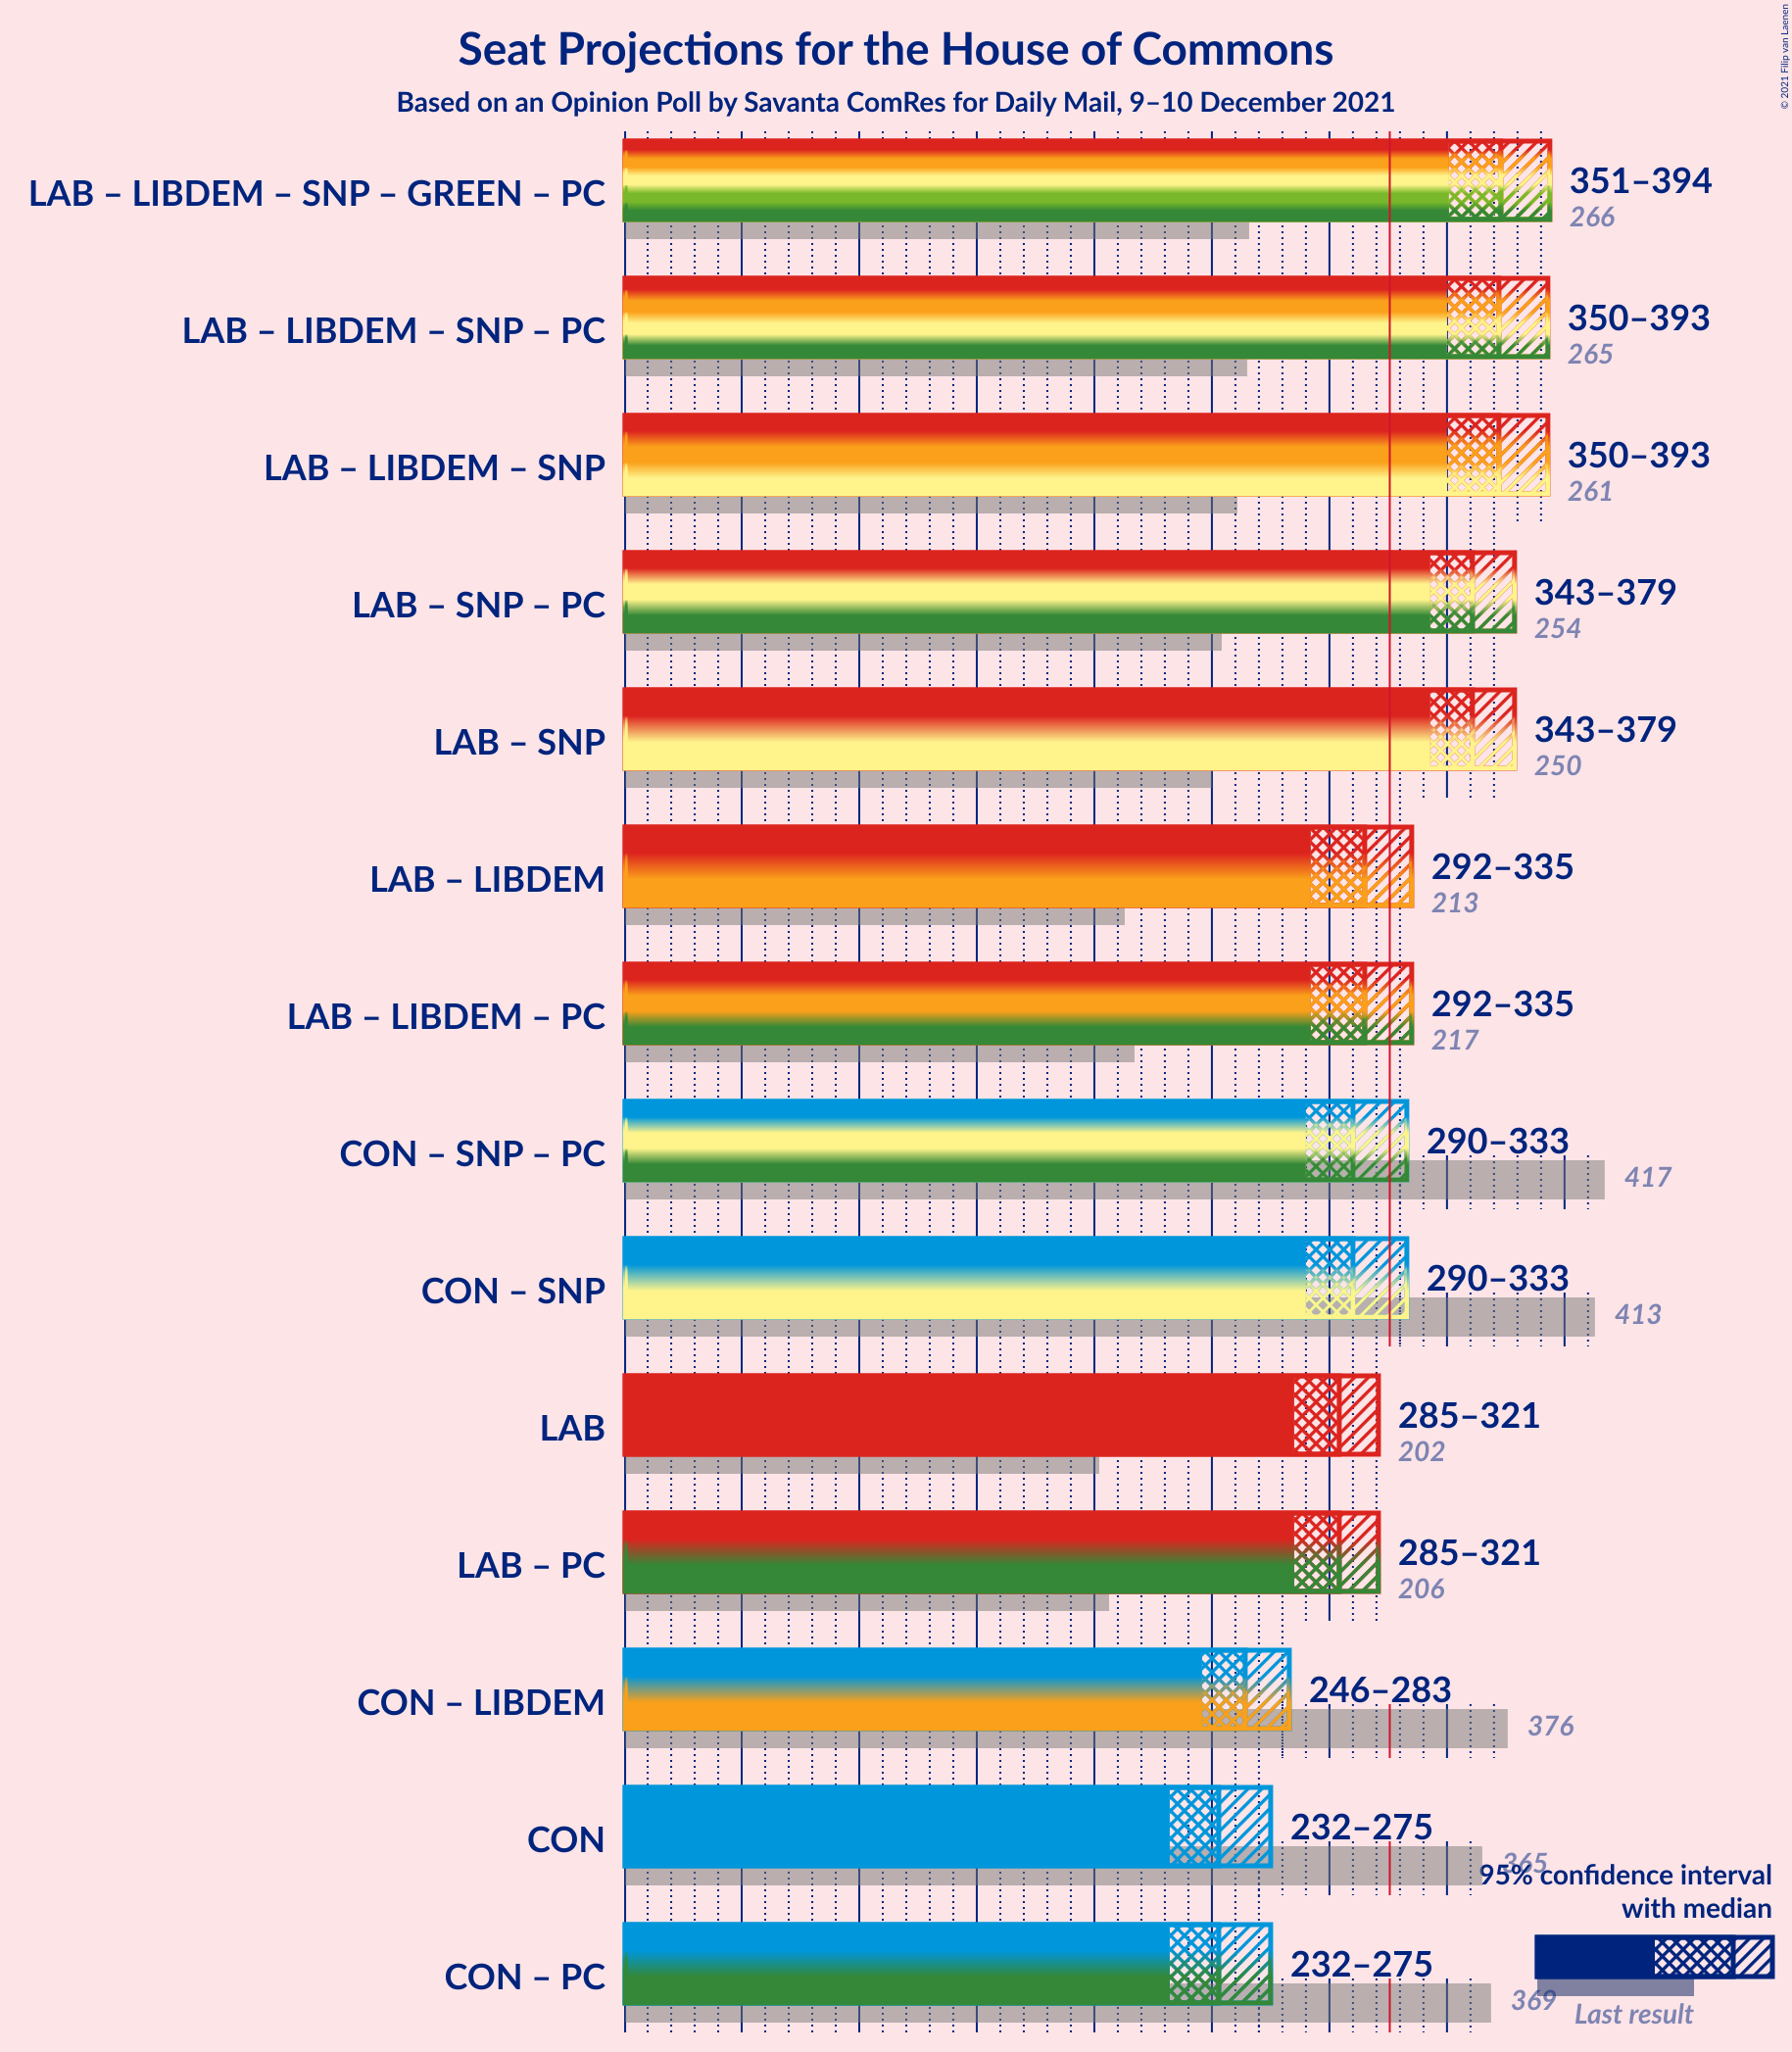 Seat Projections for the House of Commons
Based on an Opinion Poll by Savanta ComRes for Daily Mail, 9–10 December 2021
© 2021 Filip van Laenen
LAB – LIBDEM – SNP – GREEN – PC
351–394
266
LAB – LIBDEM – SNP – PC
350–393
265
LAB – LIBDEM – SNP
350–393
261
LAB – SNP – PC
343–379
254
LAB – SNP
343–379
250
LAB – LIBDEM
292–335
213
LAB – LIBDEM – PC
292–335
217
CON – SNP – PC
290–333
417
CON – SNP
290–333
413
LAB
285–321
202
LAB – PC
285–321
206
CON – LIBDEM
246–283
376
CON
232–275
365
CON – PC
232–275
369
95% confidence interval
with median
Last result